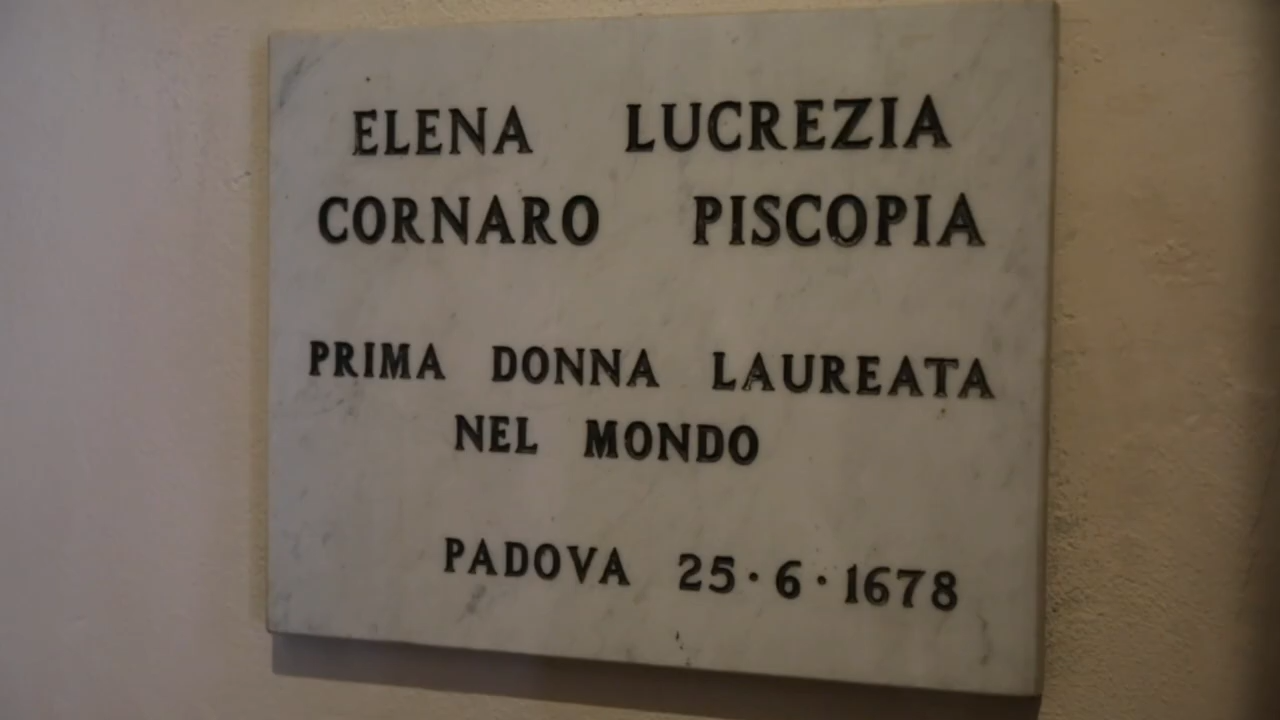 ELENA LUCREZIA
CORNARO PISCOPIA
PRIMA DONNA LAUREATA
NEL MONDO
PADOVA 25·6·1678